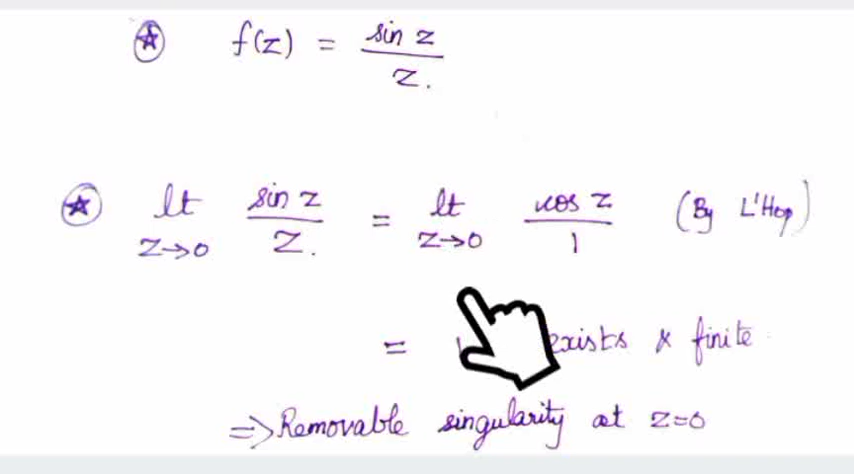 f(z) = sin z / z.
lt z→0 sin z / z. = lt z→0 cos z / 1 (By L'Hop)
= exists & finite
⇒ Removable singularity at z=0